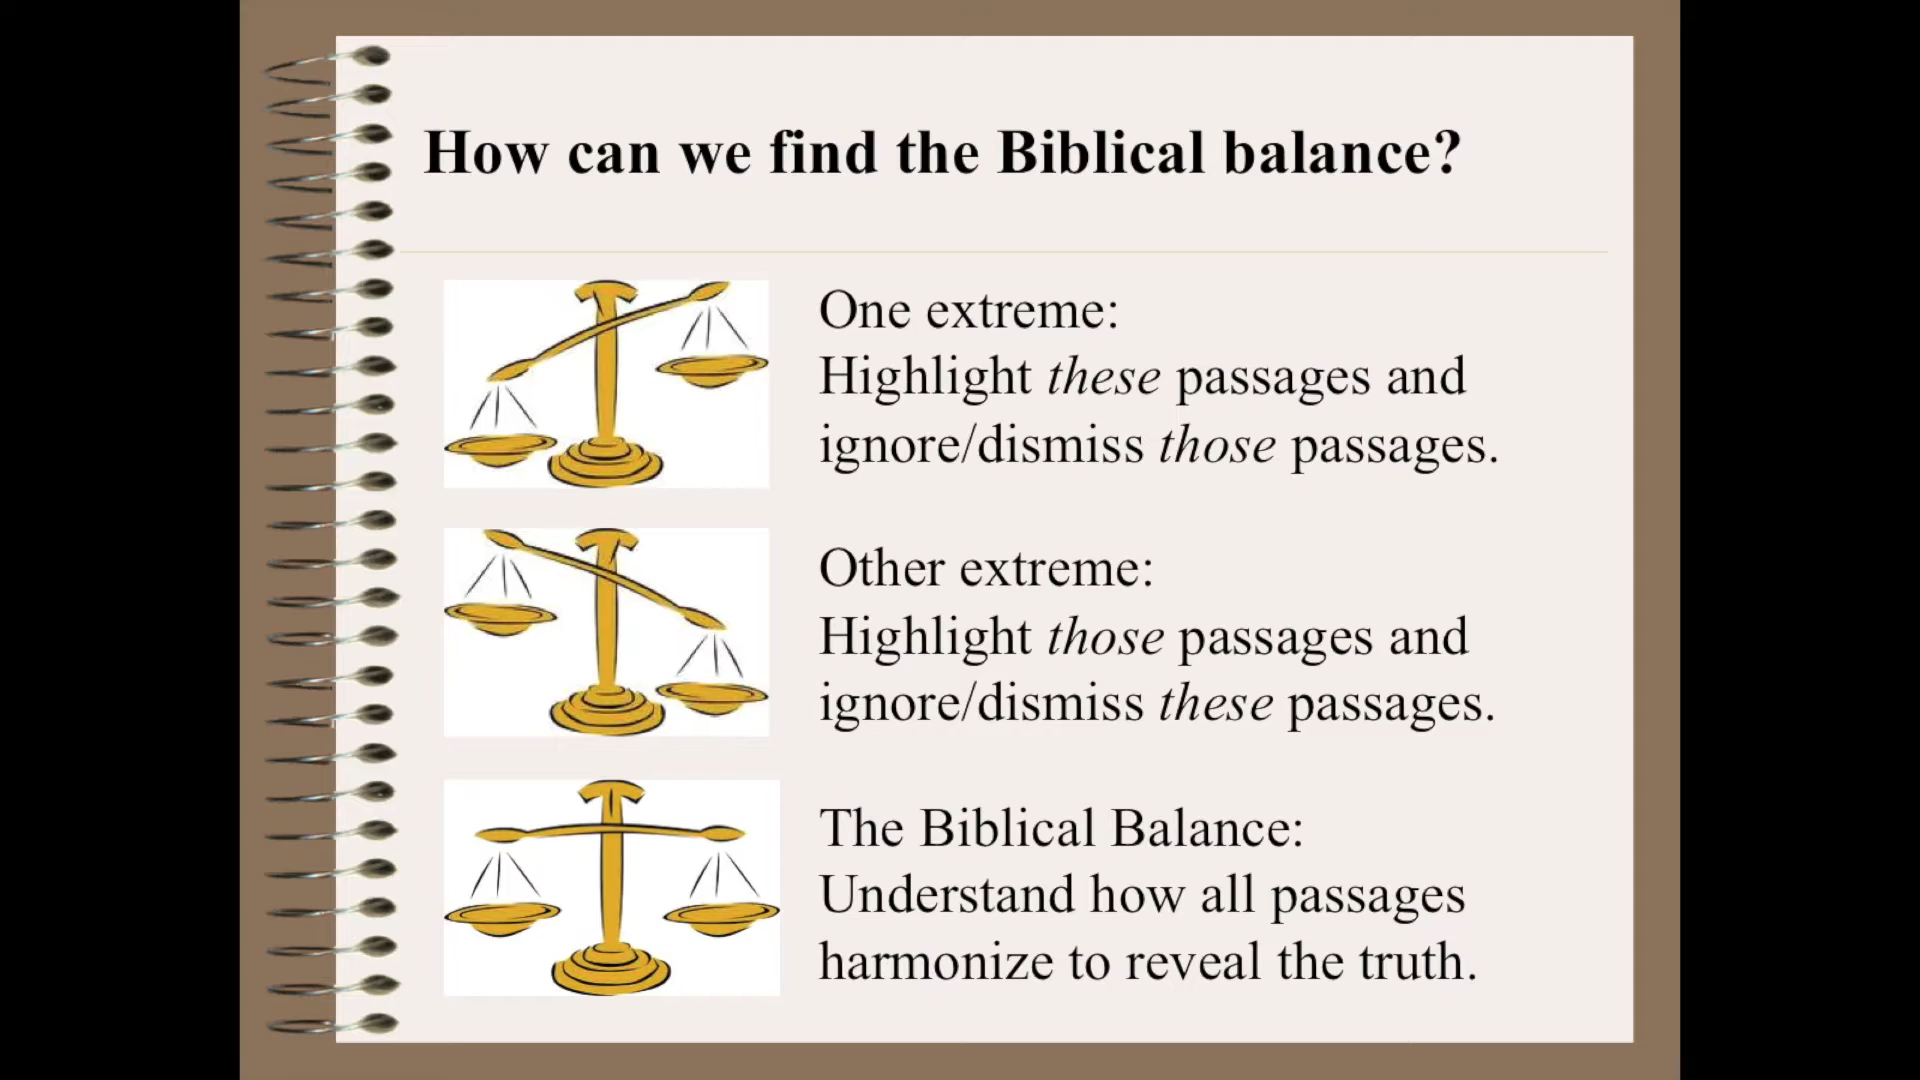 How can we find the Biblical balance?
One extreme:
Highlight these passages and
ignore/dismiss those passages.
Other extreme:
Highlight those passages and
ignore/dismiss these passages.
The Biblical Balance:
Understand how all passages
harmonize to reveal the truth.